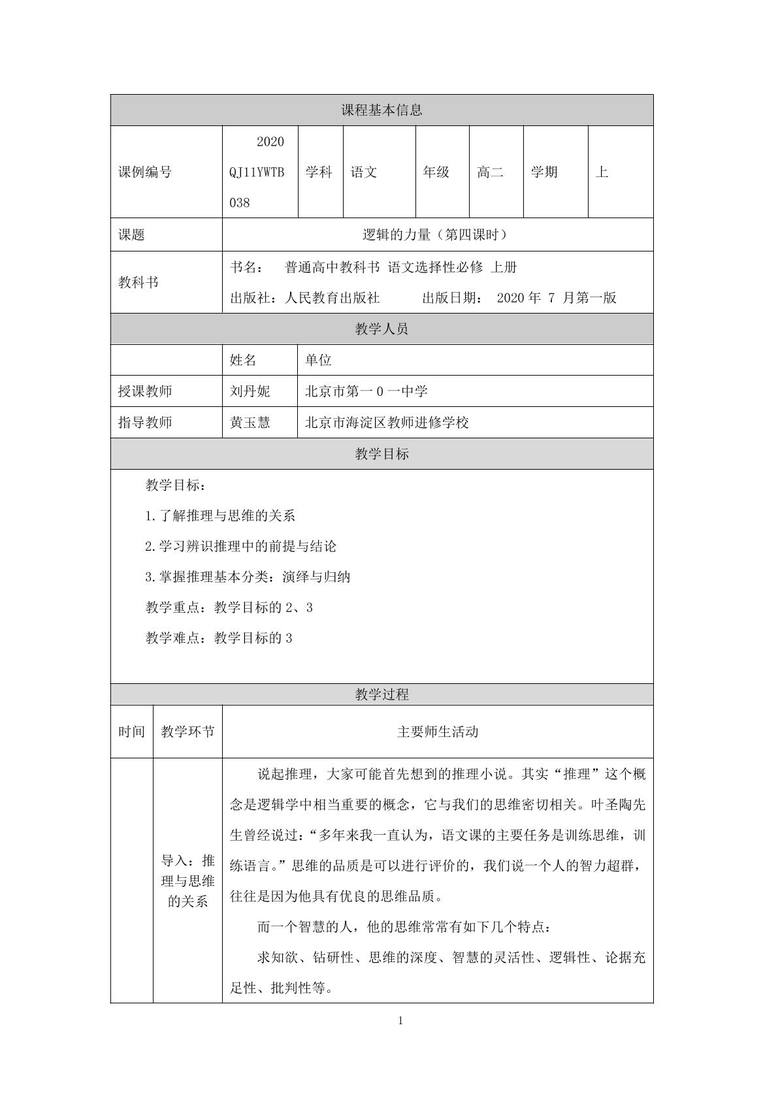 课程基本信息
课例编号 2020 QJ11YWTB 038 学科 语文 年级 高二 学期 上
课题 逻辑的力量（第四课时）
教科书 书名： 普通高中教科书 语文选择性必修 上册
出版社：人民教育出版社 出版日期： 2020 年 7 月第一版
教学人员
姓名 单位
授课教师 刘丹妮 北京市第一 0 一中学
指导教师 黄玉慧 北京市海淀区教师进修学校
教学目标
教学目标：
1.了解推理与思维的关系
2.学习辨识推理中的前提与结论
3.掌握推理基本分类：演绎与归纳
教学重点：教学目标的 2、3
教学难点：教学目标的 3
教学过程
时间 教学环节 主要师生活动
导入：推
理与思维
的关系
说起推理，大家可能首先想到的推理小说。其实“推理”这个概
念是逻辑学中相当重要的概念，它与我们的思维密切相关。叶圣陶先
生曾经说过：“多年来我一直认为，语文课的主要任务是训练思维，训
练语言。”思维的品质是可以进行评价的，我们说一个人的智力超群，
往往是因为他具有优良的思维品质。
而一个智慧的人，他的思维常常有如下几个特点：
求知欲、钻研性、思维的深度、智慧的灵活性、逻辑性、论据充
足性、批判性等。
1